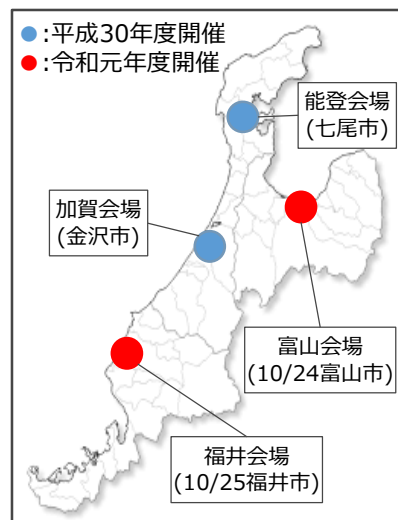 ●:平成30年度開催
●:令和元年度開催
能登会場
(七尾市)
加賀会場
(金沢市)
富山会場
(10/24富山市)
福井会場
(10/25福井市)